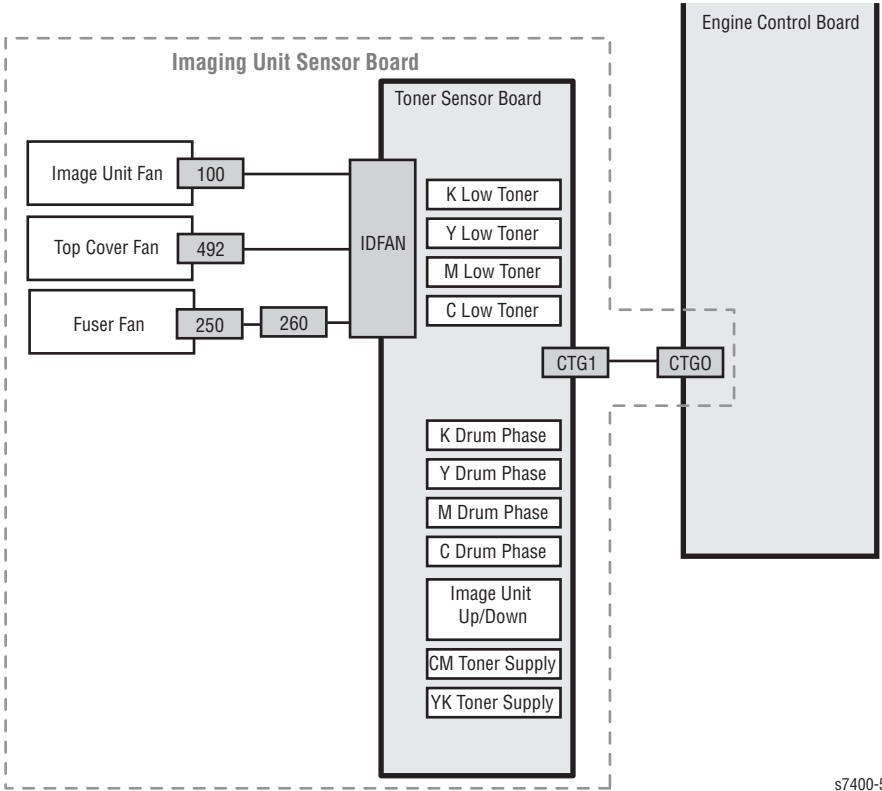 Engine Control Board
Imaging Unit Sensor Board
Toner Sensor Board
Image Unit Fan
100
Top Cover Fan
492
Fuser Fan
250
260
IDFAN
K Low Toner
Y Low Toner
M Low Toner
C Low Toner
CTG1
CTGO
K Drum Phase
Y Drum Phase
M Drum Phase
C Drum Phase
Image Unit
Up/Down
CM Toner Supply
YK Toner Supply